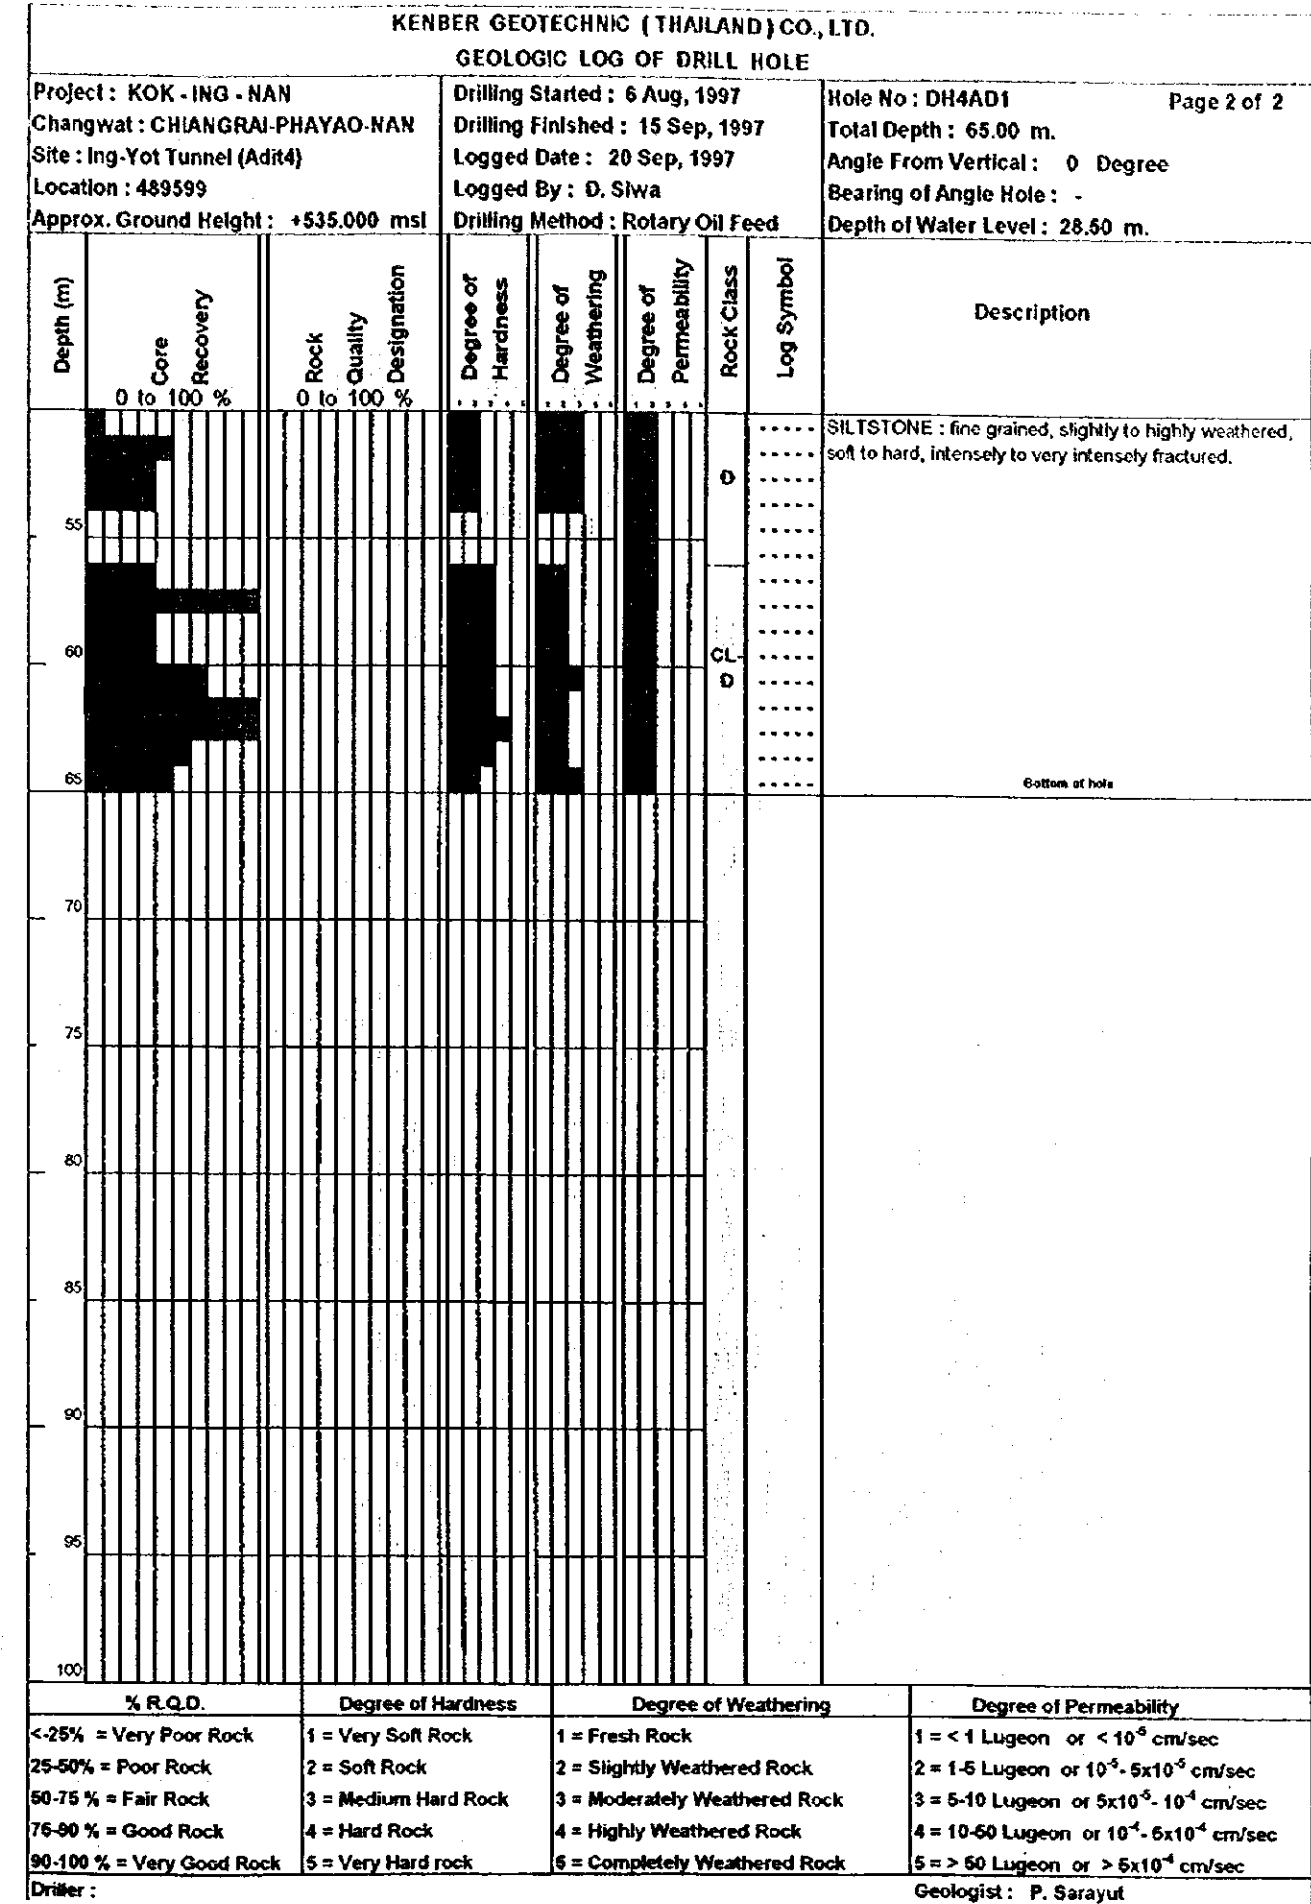 KENBER GEOTECHNIC (THAILAND) CO., LTD.
GEOLOGIC LOG OF DRILL HOLE
Project : KOK - ING - NAN
Changwat : CHIANGRAI-PHAYAO-NAN
Site : Ing-Yot Tunnel (Adit4)
Location : 489599
Approx. Ground Height : +535.000 msl
Drilling Started : 6 Aug, 1997
Drilling Finished : 15 Sep, 1997
Logged Date : 20 Sep, 1997
Logged By : D. Siwa
Drilling Method : Rotary Oil Feed
Hole No : DH4AD1 Page 2 of 2
Total Depth : 65.00 m.
Angle From Vertical : 0 Degree
Bearing of Angle Hole : -
Depth of Water Level : 28.50 m.
Depth (m)
Core
Recovery
0 to 100 %
Rock
Quality
Designation
0 to 100 %
Degree of
Hardness
Degree of
Weathering
Degree of
Permeability
Rock Class
Log Symbol
Description
SILTSTONE : fine grained, slightly to highly weathered,
soft to hard, intensely to very intensely fractured.
D
55
60
CL-
D
65
Bottom of hole
70
75
80
85
90
95
100
% R.Q.D.
<-25% = Very Poor Rock
25-50% = Poor Rock
50-75 % = Fair Rock
75-90 % = Good Rock
90-100 % = Very Good Rock
Degree of Hardness
1 = Very Soft Rock
2 = Soft Rock
3 = Medium Hard Rock
4 = Hard Rock
5 = Very Hard rock
Degree of Weathering
1 = Fresh Rock
2 = Slightly Weathered Rock
3 = Moderately Weathered Rock
4 = Highly Weathered Rock
5 = Completely Weathered Rock
Degree of Permeability
1 = < 1 Lugeon or < 10⁻⁵ cm/sec
2 = 1-5 Lugeon or 10⁻⁵- 5x10⁻⁵ cm/sec
3 = 5-10 Lugeon or 5x10⁻⁵- 10⁻⁴ cm/sec
4 = 10-50 Lugeon or 10⁻⁴- 5x10⁻⁴ cm/sec
5 = > 50 Lugeon or > 5x10⁻⁴ cm/sec
Driller :
Geologist : P. Sarayut